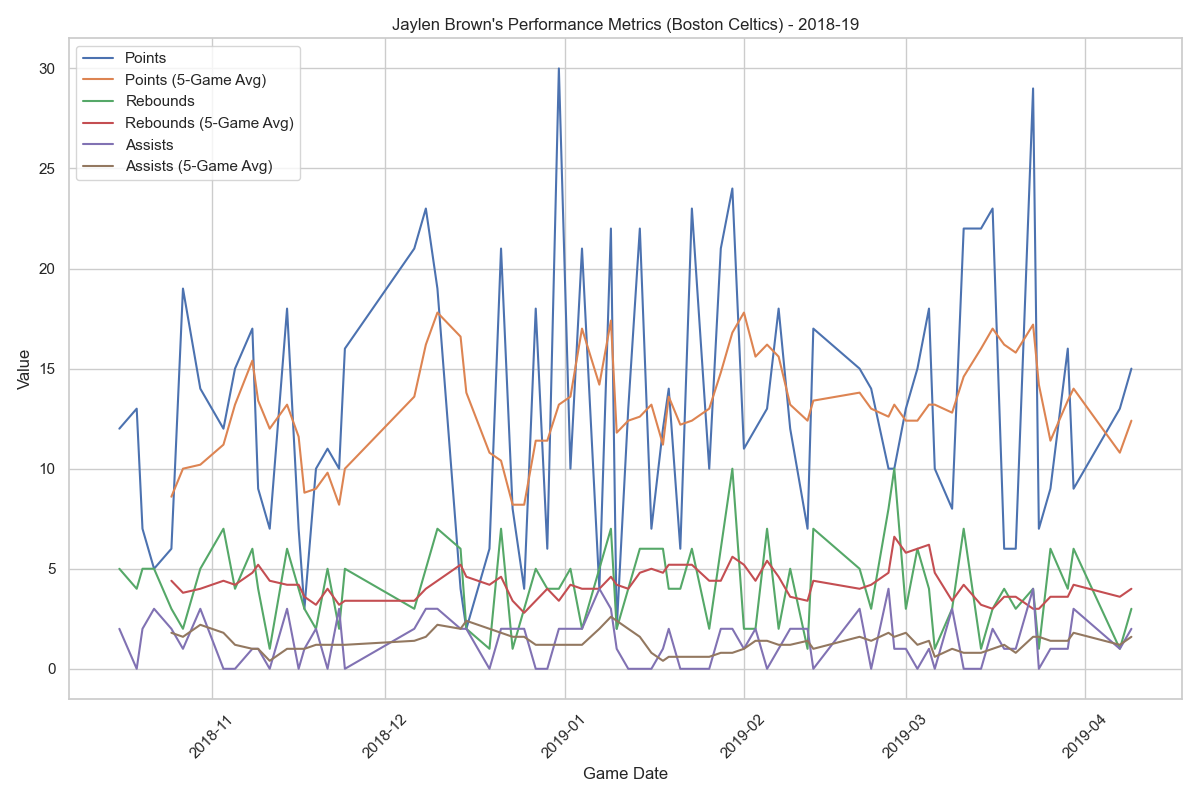 Jaylen Brown's Performance Metrics (Boston Celtics) - 2018-19
Points
Points (5-Game Avg)
Rebounds
Rebounds (5-Game Avg)
Assists
Assists (5-Game Avg)
30
25
20
15
10
5
0
Value
2018-11
2018-12
2019-01
2019-02
2019-03
2019-04
Game Date